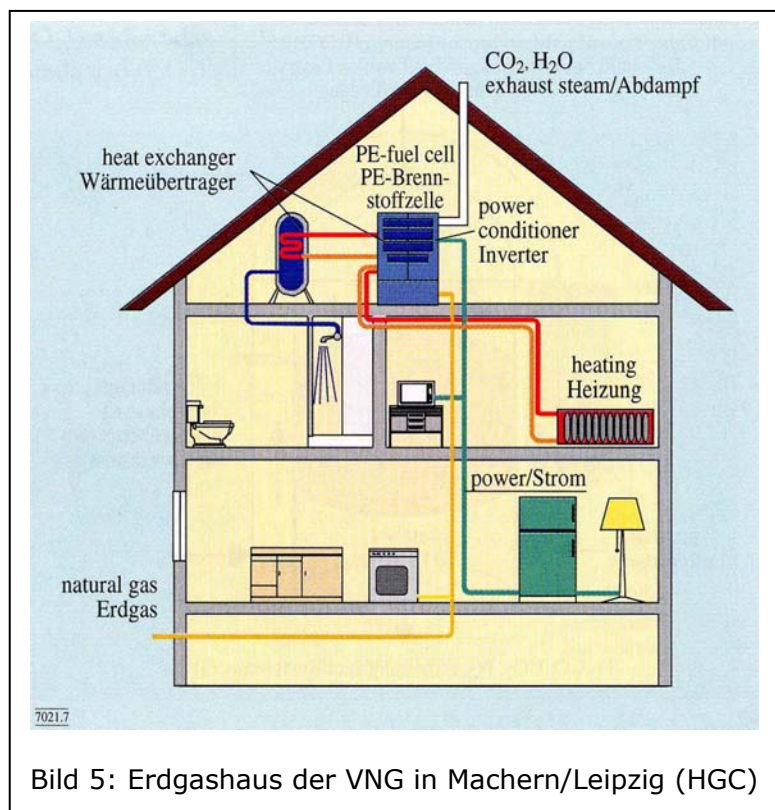 CO2, H2O
exhaust steam/Abdampf
heat exchanger
Wärmeübertrager
PE-fuel cell
PE-Brenn-
stoffzelle
power
conditioner
Inverter
heating
Heizung
power/Strom
natural gas
Erdgas
7021.7
Bild 5: Erdgashaus der VNG in Machern/Leipzig (HGC)